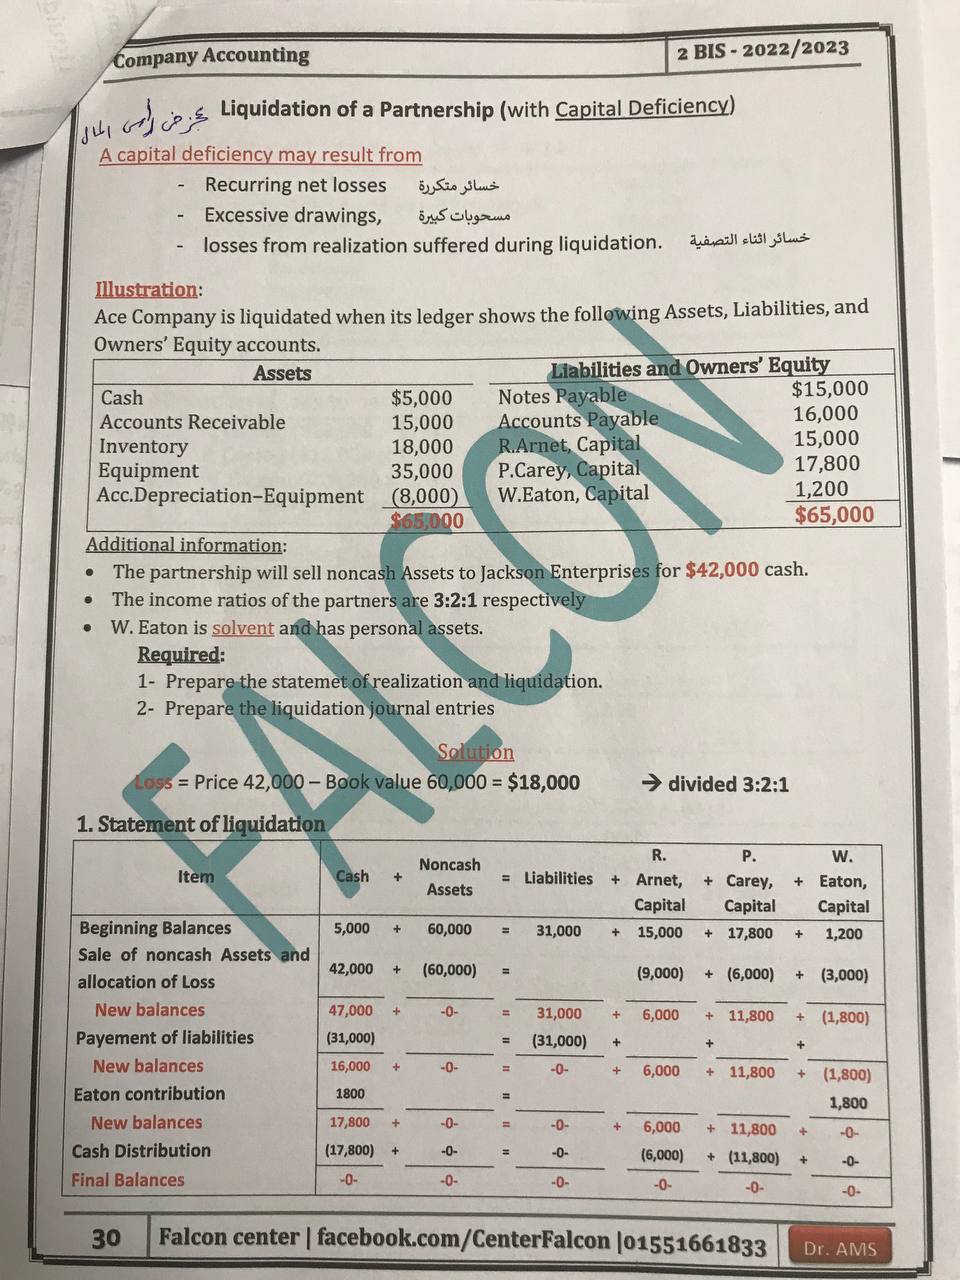 Company Accounting 2 BIS - 2022/2023
Liquidation of a Partnership (with Capital Deficiency) عجز في رأس المال
A capital deficiency may result from
- Recurring net losses خسائر متكررة
- Excessive drawings, مسحوبات كبيرة
- losses from realization suffered during liquidation. خسائر اثناء التصفية
Illustration:
Ace Company is liquidated when its ledger shows the following Assets, Liabilities, and
Owners' Equity accounts.
Assets Liabilities and Owners' Equity
Cash $5,000 Notes Payable $15,000
Accounts Receivable 15,000 Accounts Payable 16,000
Inventory 18,000 R.Arnet, Capital 15,000
Equipment 35,000 P.Carey, Capital 17,800
Acc.Depreciation–Equipment (8,000) W.Eaton, Capital 1,200
$65,000 $65,000
Additional information:
• The partnership will sell noncash Assets to Jackson Enterprises for $42,000 cash.
• The income ratios of the partners are 3:2:1 respectively
• W. Eaton is solvent and has personal assets.
Required:
1- Prepare the statemet of realization and liquidation.
2- Prepare the liquidation journal entries
Solution
Loss = Price 42,000 – Book value 60,000 = $18,000 → divided 3:2:1
1. Statement of liquidation
R. P. W.
Item Cash + Noncash Assets = Liabilities + Arnet, + Carey, + Eaton,
Capital Capital Capital
Beginning Balances 5,000 + 60,000 = 31,000 + 15,000 + 17,800 + 1,200
Sale of noncash Assets and
allocation of Loss 42,000 + (60,000) = (9,000) + (6,000) + (3,000)
New balances 47,000 + -0- = 31,000 + 6,000 + 11,800 + (1,800)
Payement of liabilities (31,000) = (31,000) + + +
New balances 16,000 + -0- = -0- + 6,000 + 11,800 + (1,800)
Eaton contribution 1800 = 1,800
New balances 17,800 + -0- = -0- + 6,000 + 11,800 + -0-
Cash Distribution (17,800) + -0- = -0- (6,000) + (11,800) + -0-
Final Balances -0- -0- -0- -0- -0- -0-
30 Falcon center | facebook.com/CenterFalcon |01551661833 Dr. AMS
FALCON